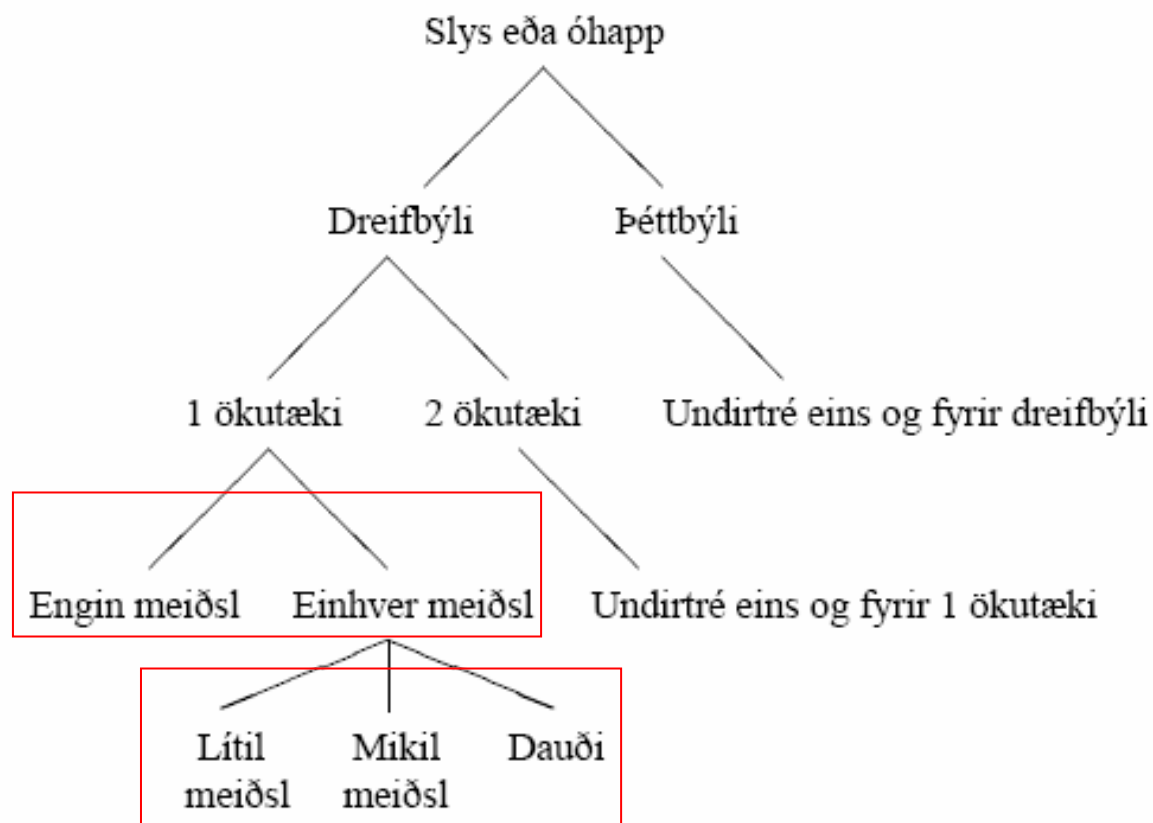 Slys eða óhapp
Dreifbýli
Þéttbýli
1 ökutæki
2 ökutæki
Undirtré eins og fyrir dreifbýli
Engin meiðsl
Einhver meiðsl
Undirtré eins og fyrir 1 ökutæki
Lítil
meiðsl
Mikil
meiðsl
Dauði